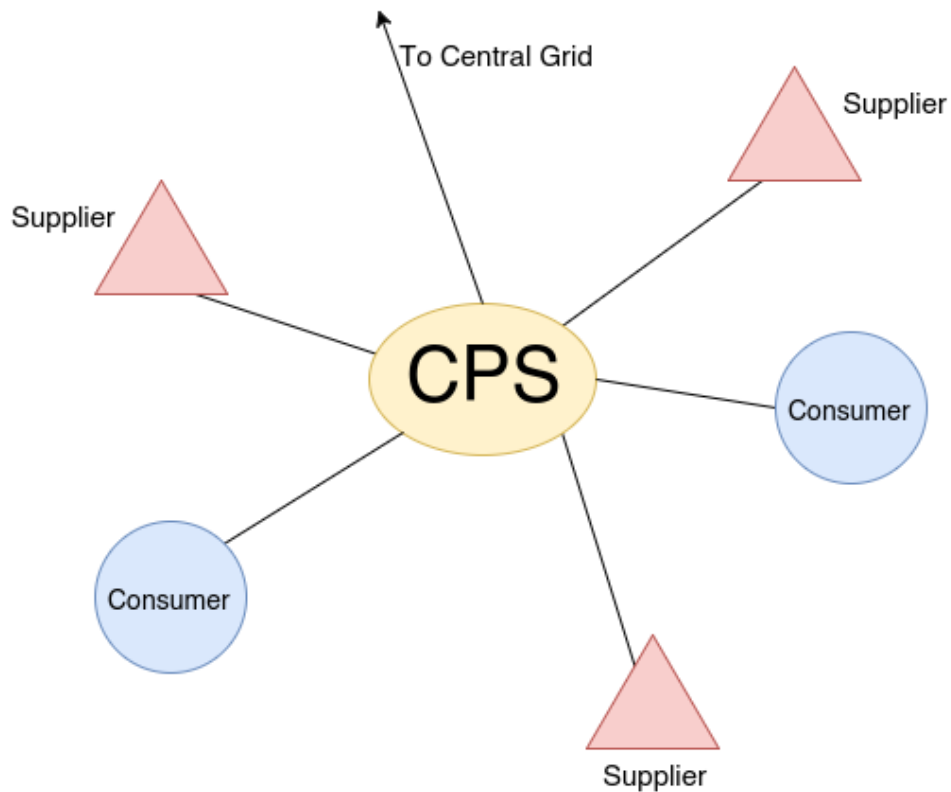 To Central Grid
Supplier
Supplier
CPS
Consumer
Consumer
Supplier